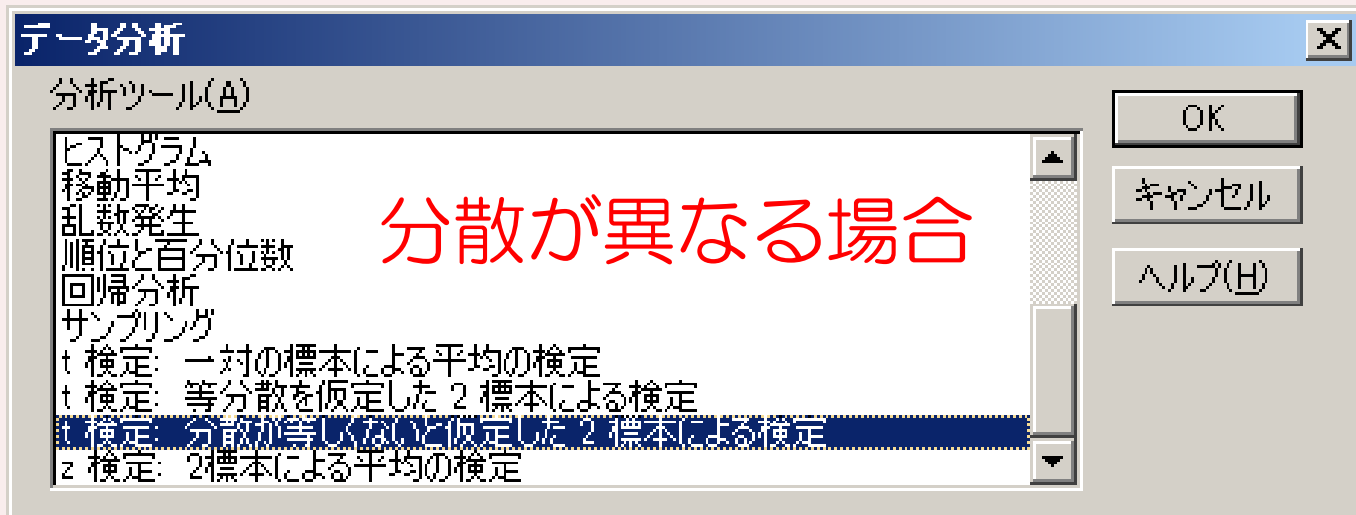 データ分析
分析ツール(A)
ヒストグラム
移動平均
乱数発生
順位と百分位数
回帰分析
サンプリング
t 検定: 一対の標本による平均の検定
t 検定: 等分散を仮定した 2 標本による検定
t 検定: 分散が等しくないと仮定した 2 標本による検定
z 検定: 2標本による平均の検定
分散が異なる場合
OK
キャンセル
ヘルプ(H)